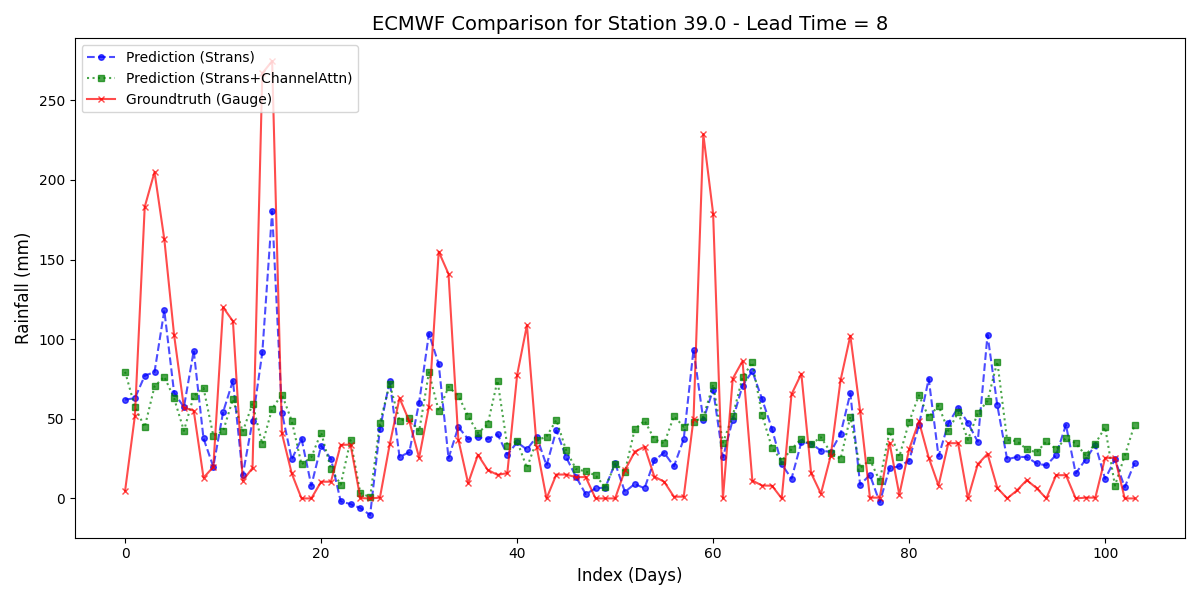 ECMWF Comparison for Station 39.0 - Lead Time = 8
Prediction (Strans)
Prediction (Strans+ChannelAttn)
Groundtruth (Gauge)
250
200
150
100
50
0
Rainfall (mm)
0 20 40 60 80 100
Index (Days)